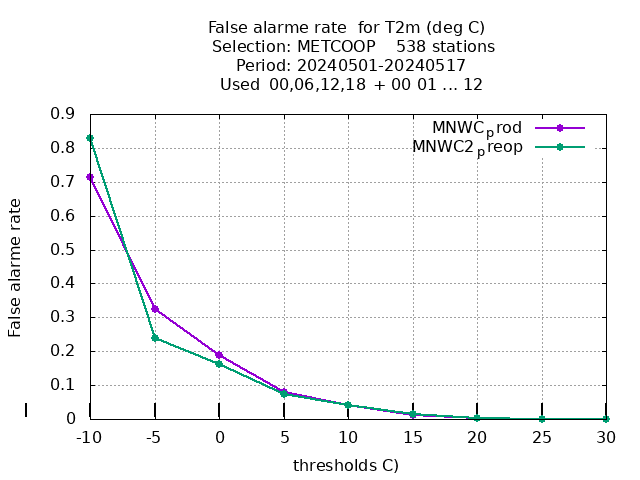 False alarme rate  for T2m (deg C)
Selection: METCOOP    538 stations
Period: 20240501-20240517
Used 00,06,12,18 + 00 01 ... 12
MNWCprod
MNWC2preop
False alarme rate
0.9
0.8
0.7
0.6
0.5
0.4
0.3
0.2
0.1
0
-10 -5 0 5 10 15 20 25 30
thresholds C)